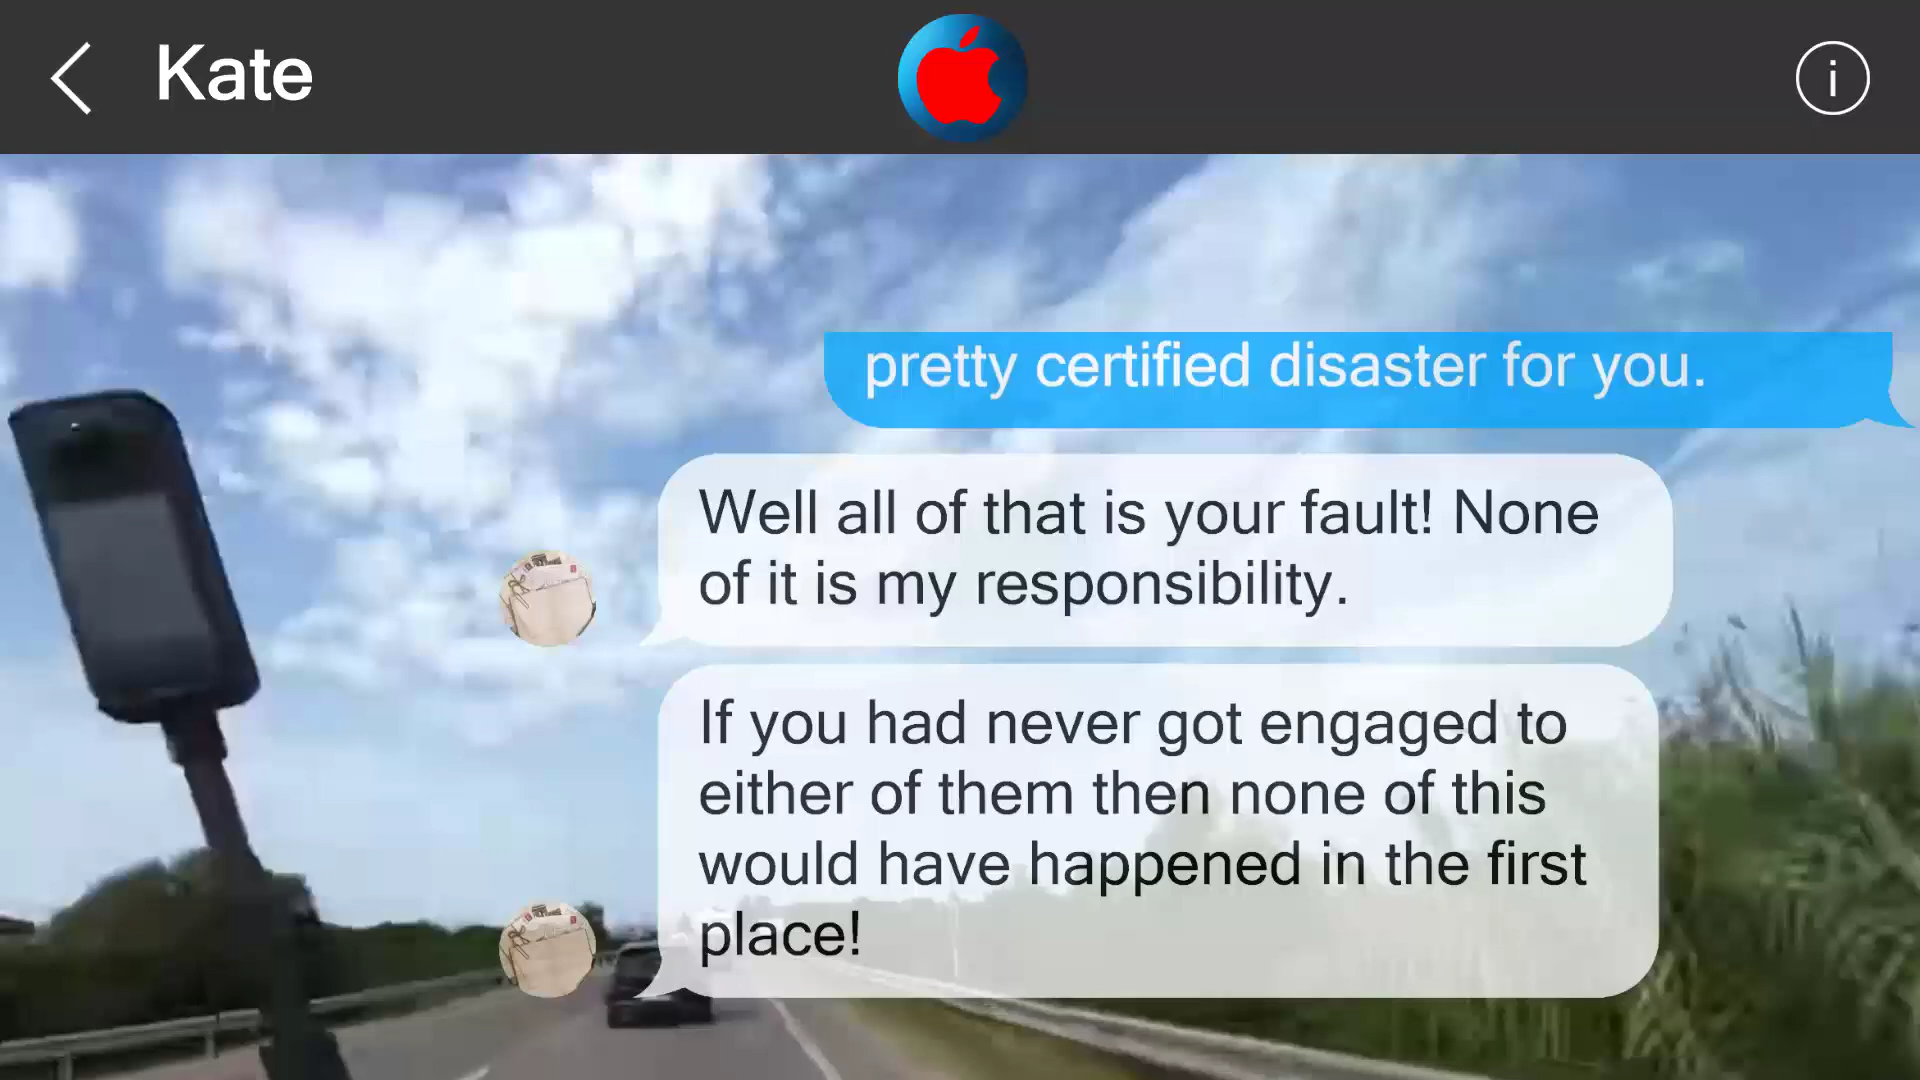 Kate
pretty certified disaster for you.
Well all of that is your fault! None
of it is my responsibility.
If you had never got engaged to
either of them then none of this
would have happened in the first
place!